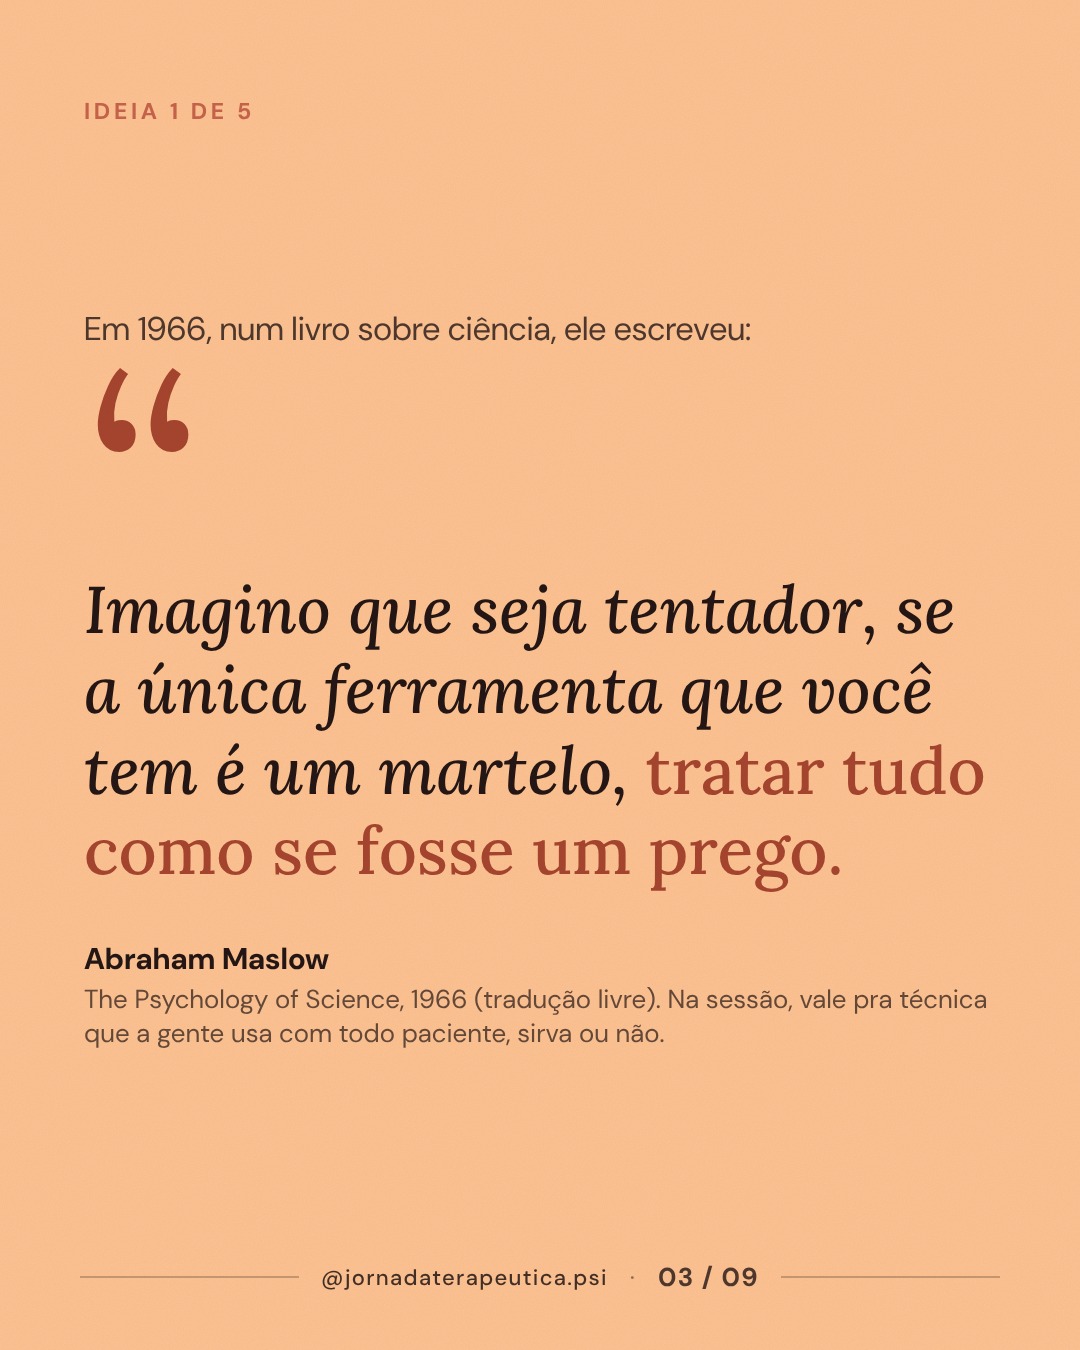 IDEIA 1 DE 5
Em 1966, num livro sobre ciência, ele escreveu:
“
Imagino que seja tentador, se
a única ferramenta que você
tem é um martelo, tratar tudo
como se fosse um prego.
Abraham Maslow
The Psychology of Science, 1966 (tradução livre). Na sessão, vale pra técnica
que a gente usa com todo paciente, sirva ou não.
@jornadaterapeutica.psi · 03 / 09